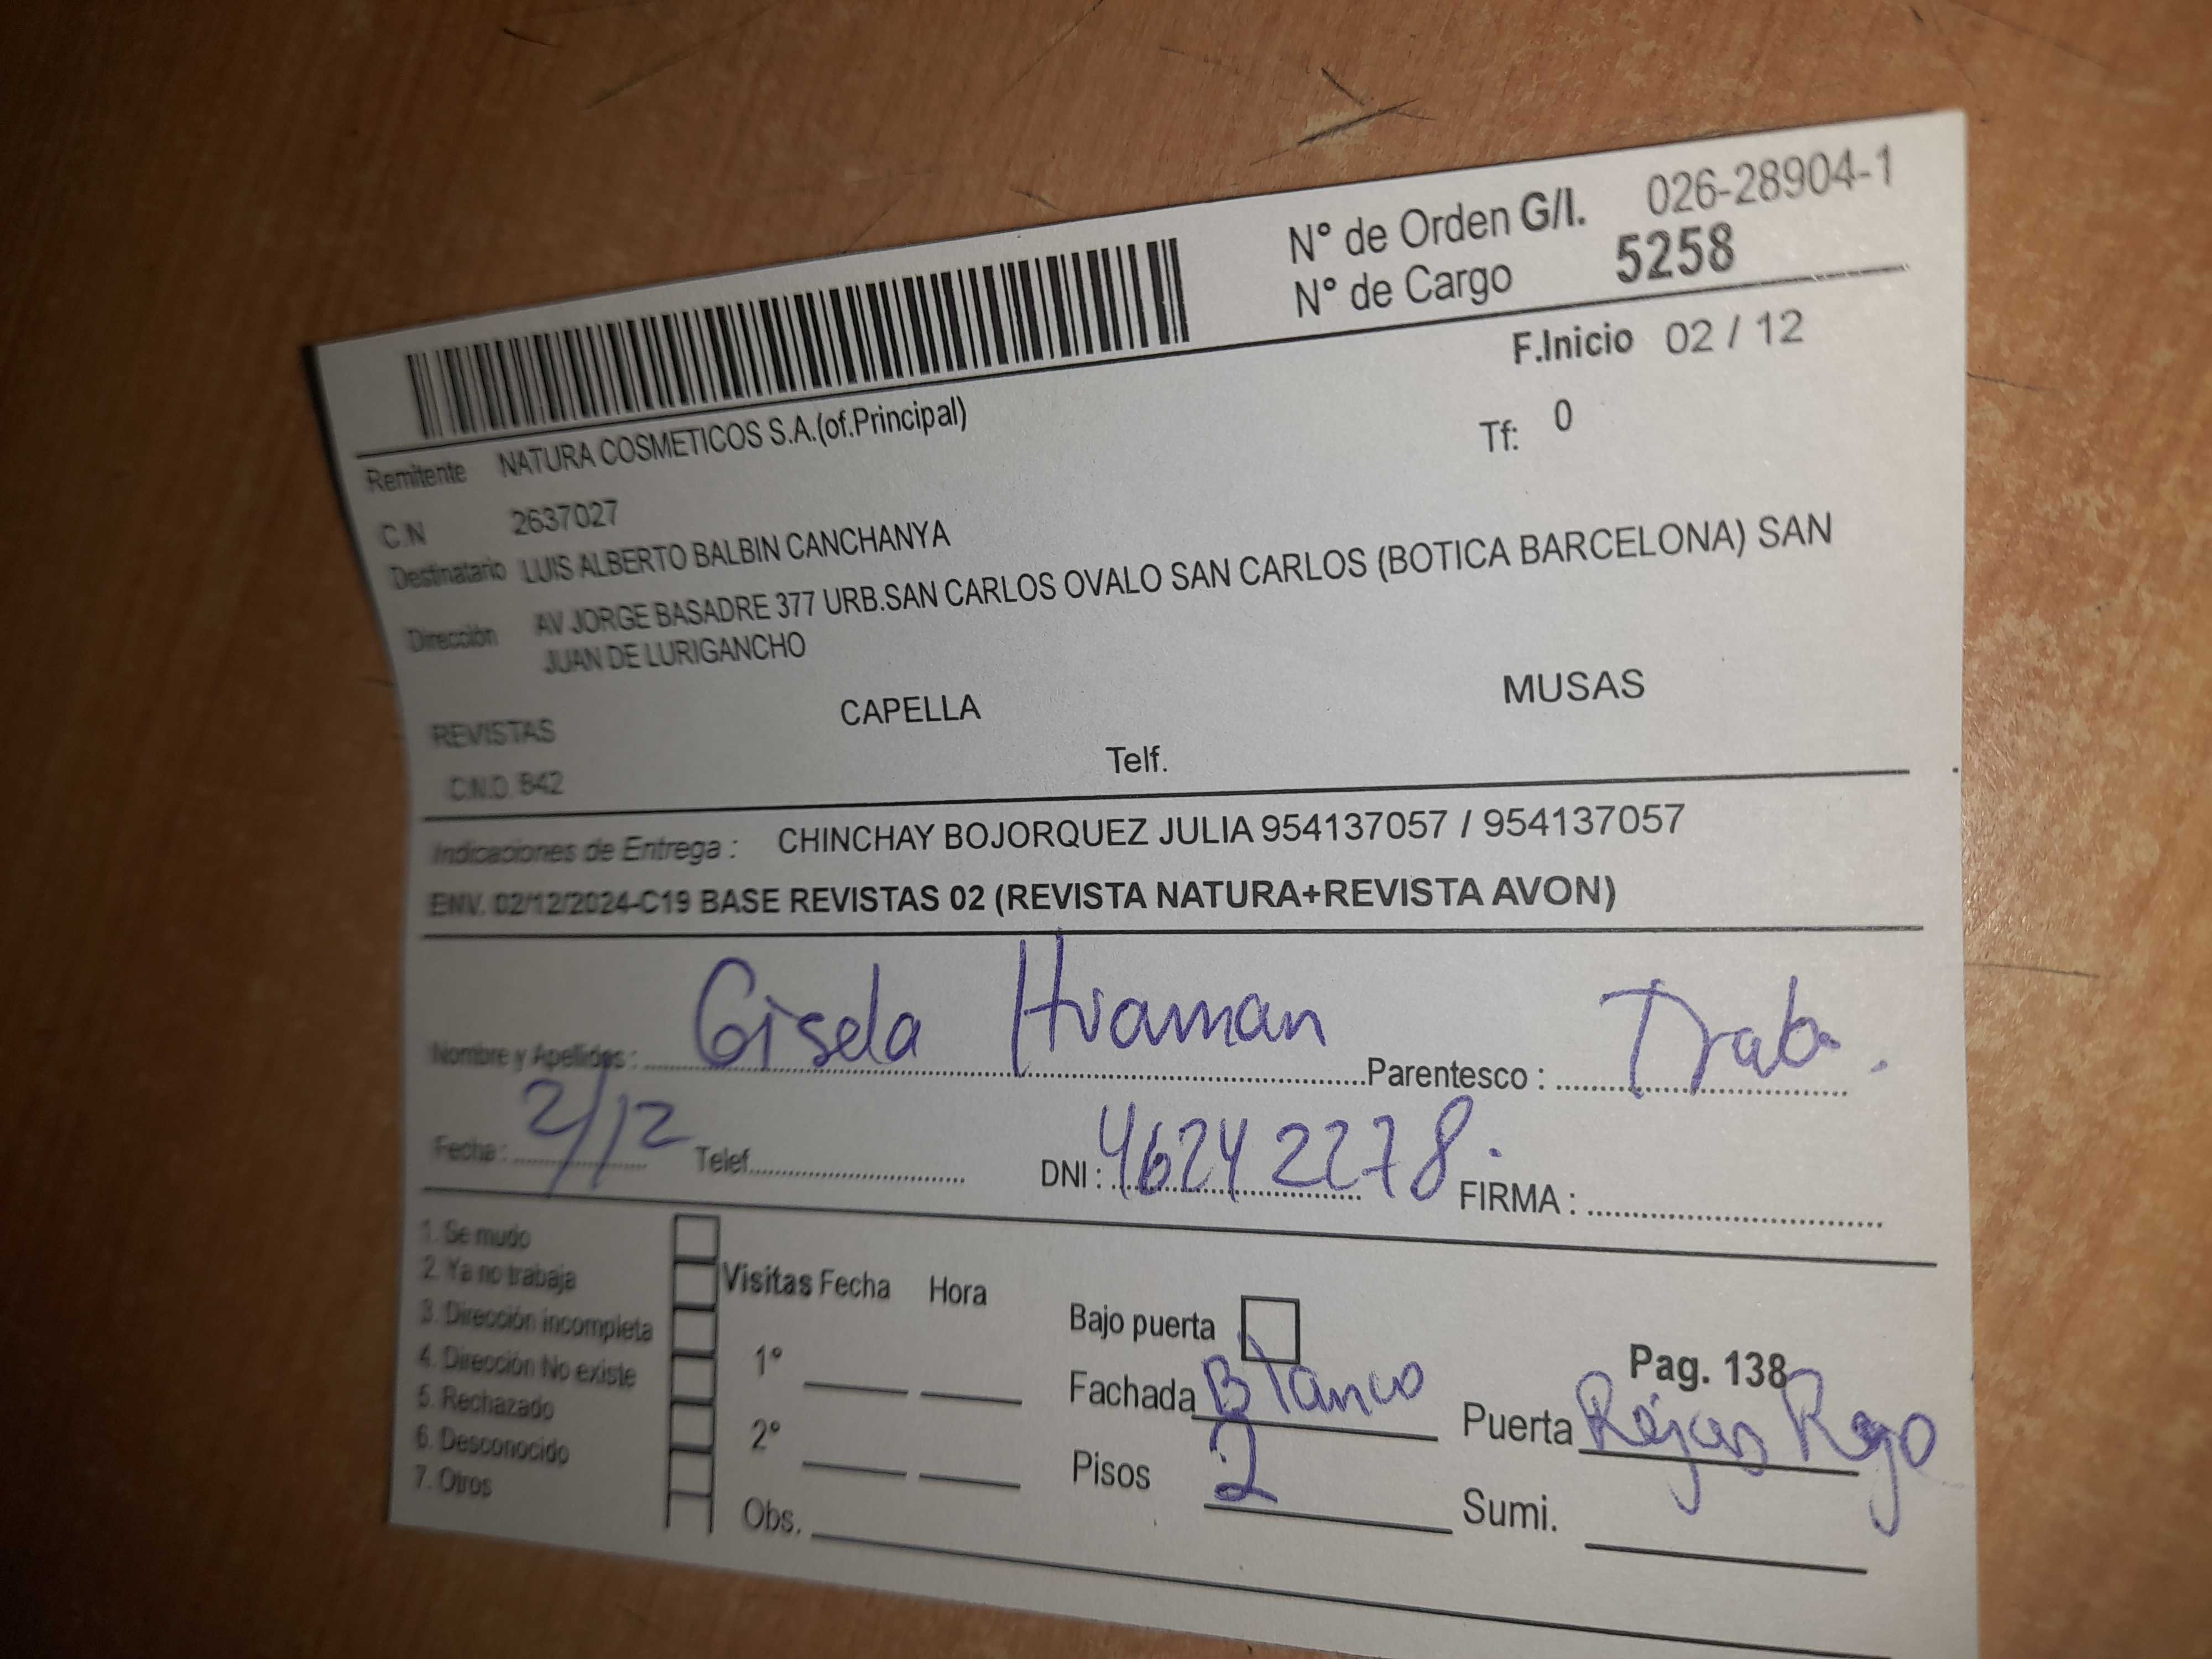 N° de Orden G/I. 026-28904-1
N° de Cargo 5258
F.Inicio 02 / 12
Remitente NATURA COSMETICOS S.A.(of.Principal)
Tf: 0
C.N 2637027
Destinatario LUIS ALBERTO BALBIN CANCHANYA
Dirección AV JORGE BASADRE 377 URB.SAN CARLOS OVALO SAN CARLOS (BOTICA BARCELONA) SAN
JUAN DE LURIGANCHO
REVISTAS CAPELLA MUSAS
C.N.O. 842 Telf.
Indicaciones de Entrega : CHINCHAY BOJORQUEZ JULIA 954137057 / 954137057
ENV. 02/12/2024-C19 BASE REVISTAS 02 (REVISTA NATURA+REVISTA AVON)
Nombre y Apellidos : Gisela Huaman Parentesco : Trab.
Fecha : 2/12 Telef. DNI : 46242278. FIRMA :
1. Se mudo
2. Ya no trabaja
3. Dirección incompleta
4. Dirección No existe
5. Rechazado
6. Desconocido
7. Otros
Visitas Fecha Hora
1°
2°
Obs.
Bajo puerta
Pag. 138
Fachada Blanco Puerta Rejas Rojo
Pisos 2 Sumi.